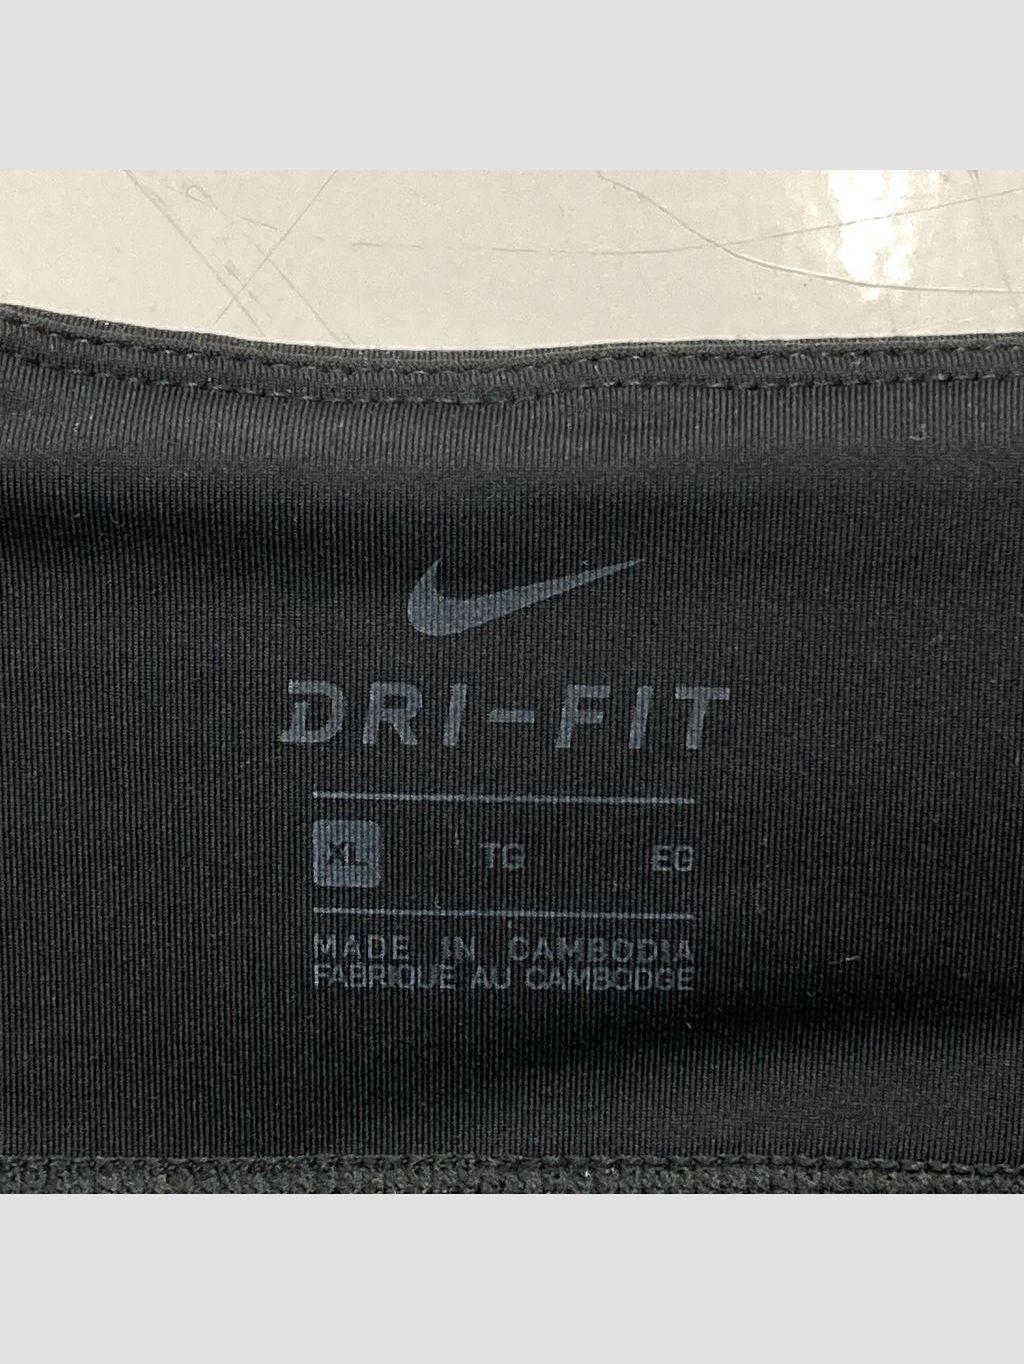 DRI-FIT
XL TG EG
MADE IN CAMBODIA
FABRIQUE AU CAMBODGE